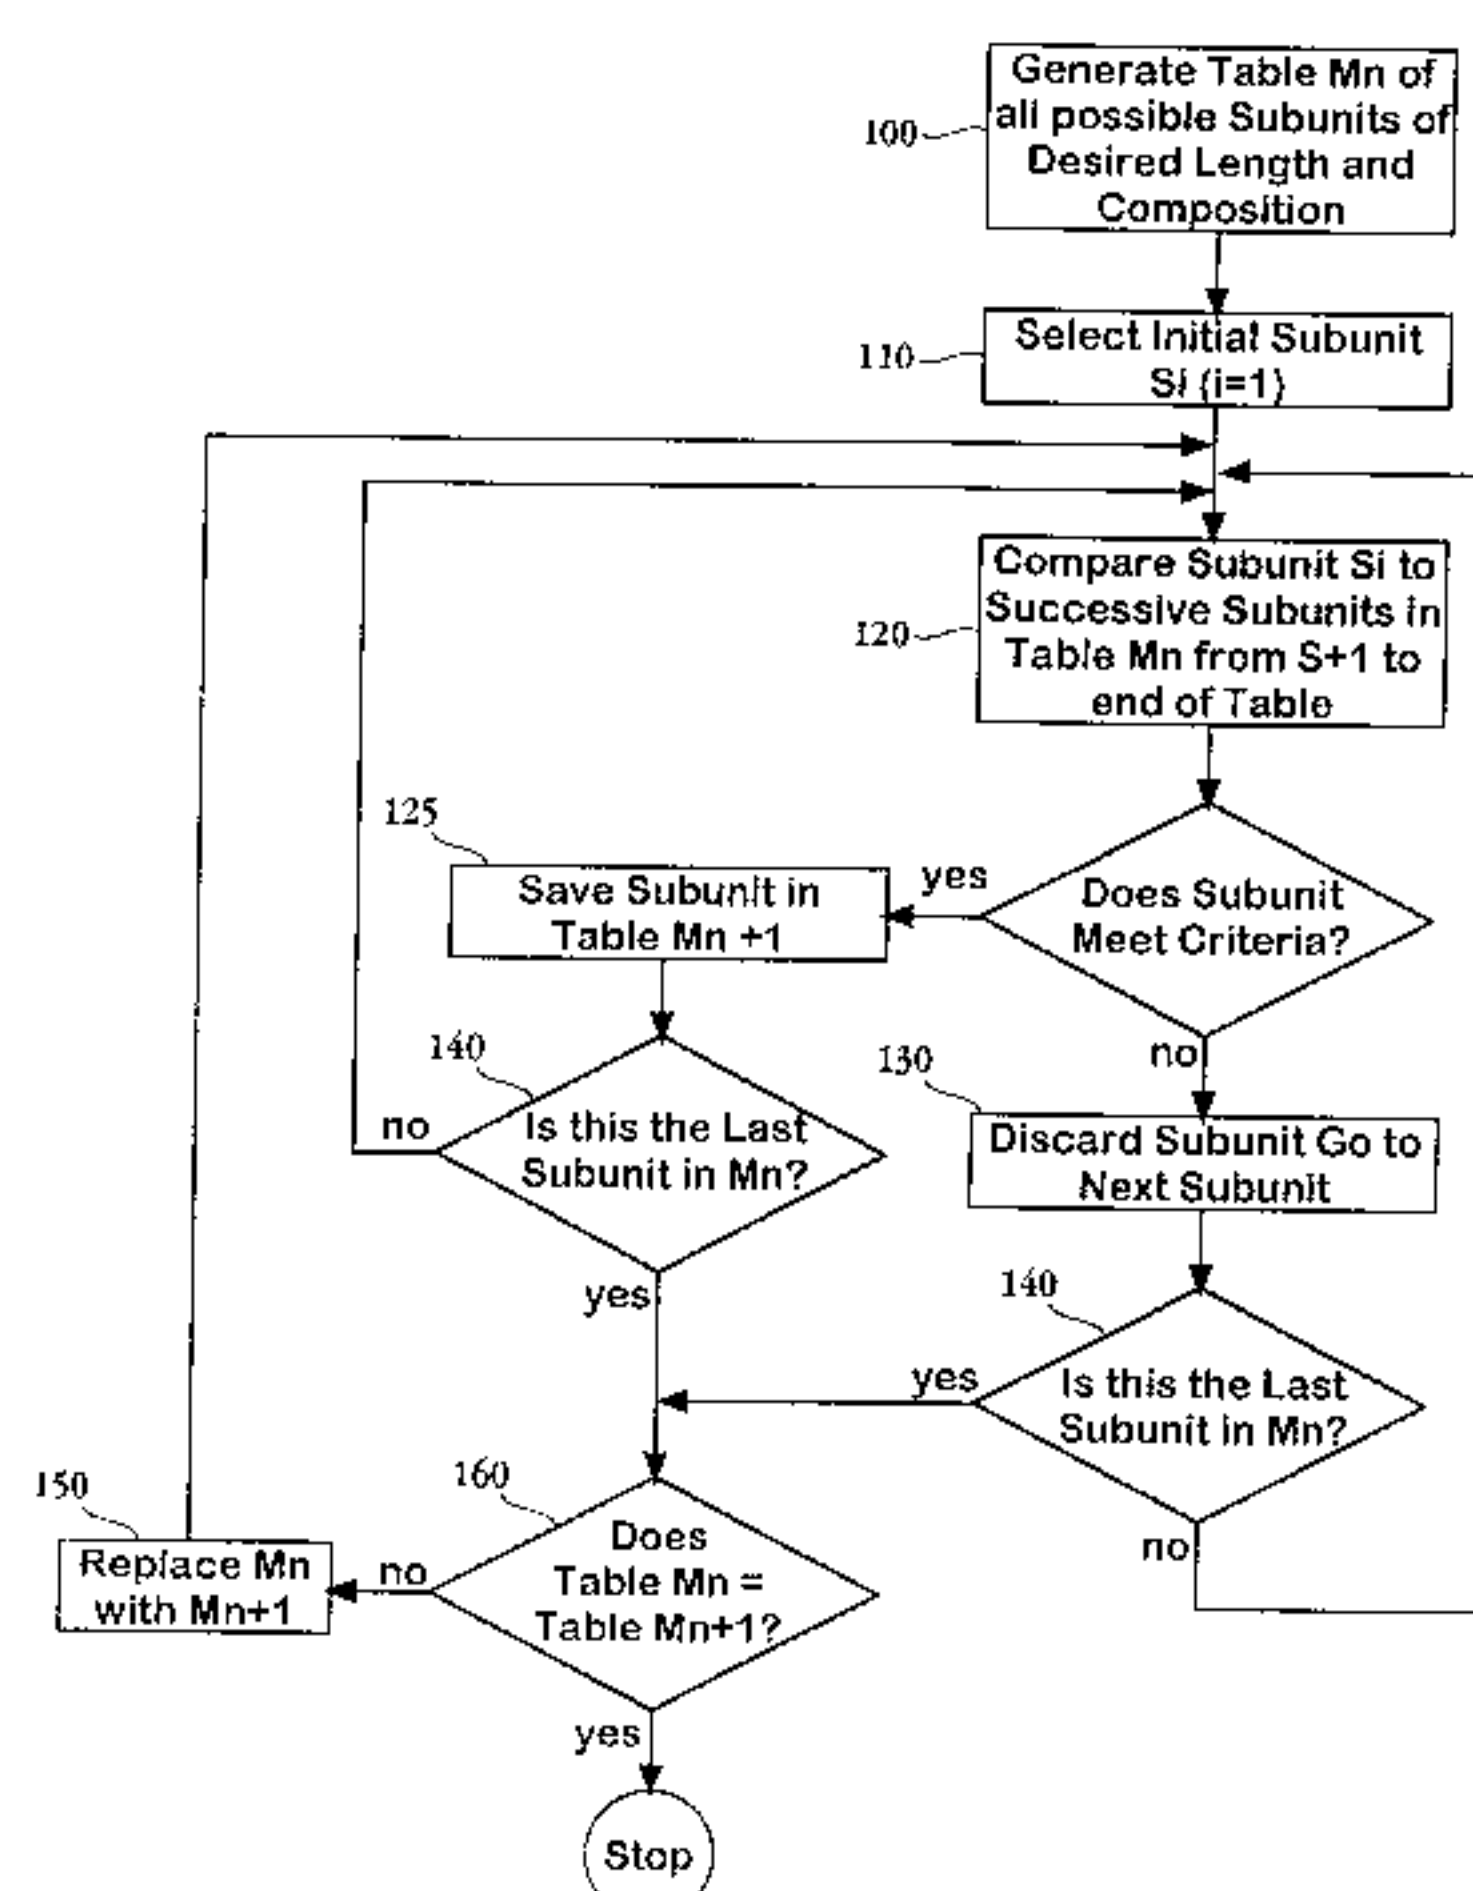 Generate Table Mn of
all possible Subunits of
Desired Length and
Composition
100
Select Initial Subunit
Si (i=1)
110
Compare Subunit Si to
Successive Subunits in
Table Mn from S+1 to
end of Table
120
Does Subunit
Meet Criteria?
yes
no
125
Save Subunit in
Table Mn +1
140
Is this the Last
Subunit in Mn?
no
yes
130
Discard Subunit Go to
Next Subunit
140
Is this the Last
Subunit in Mn?
yes
no
160
Does
Table Mn =
Table Mn+1?
no
yes
150
Replace Mn
with Mn+1
Stop